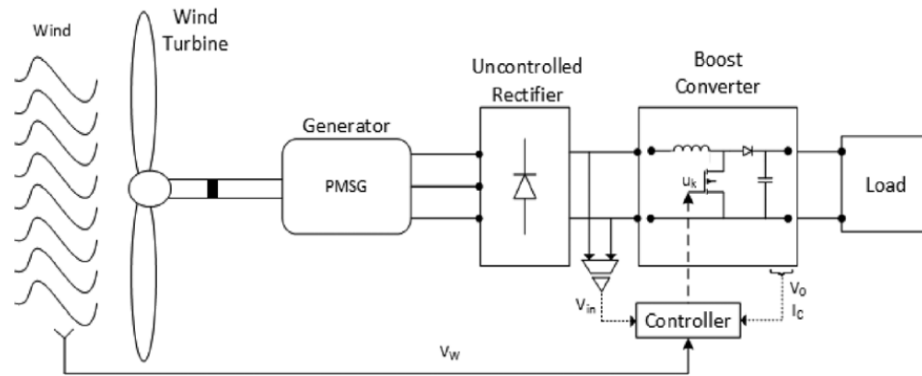 Wind
Wind
Turbine
Generator
PMSG
Uncontrolled
Rectifier
Boost
Converter
uk
Load
Vin
Controller
Vo
Ic
Vw